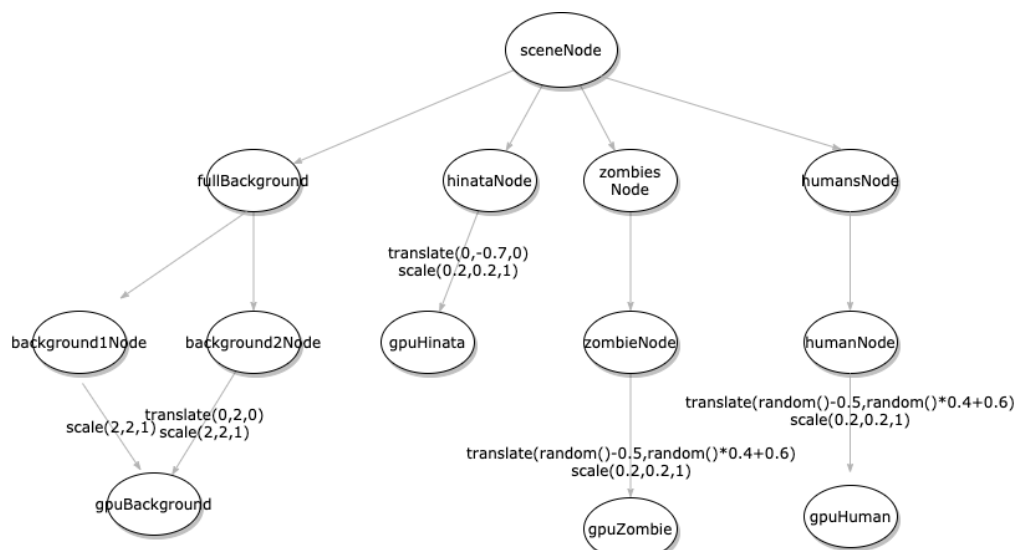 sceneNode
fullBackground
hinataNode
zombies
Node
humansNode
translate(0,-0.7,0)
scale(0.2,0.2,1)
background1Node
background2Node
gpuHinata
zombieNode
humanNode
scale(2,2,1)
translate(0,2,0)
scale(2,2,1)
translate(random()-0.5,random()*0.4+0.6)
scale(0.2,0.2,1)
translate(random()-0.5,random()*0.4+0.6)
scale(0.2,0.2,1)
gpuBackground
gpuZombie
gpuHuman